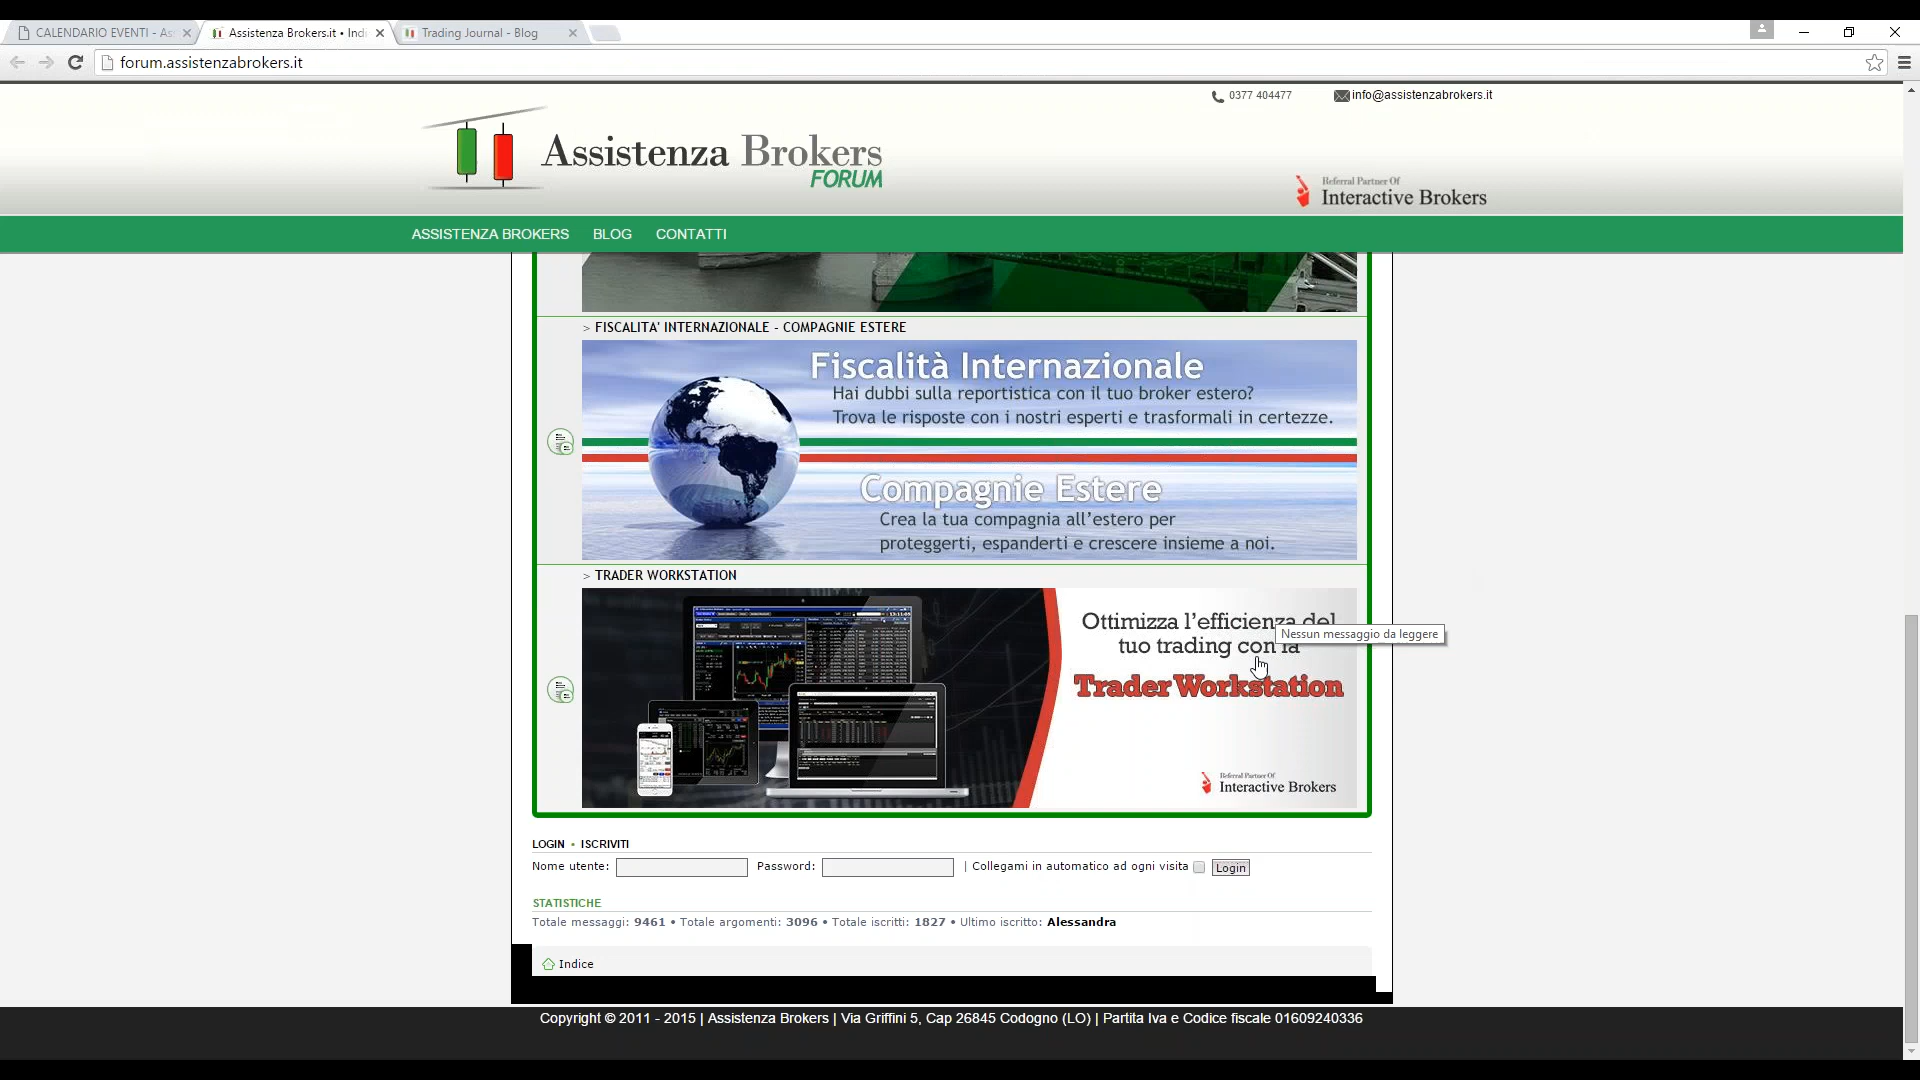 CALENDARIO EVENTI - As
Assistenza Brokers.it • Ind
Trading Journal - Blog
forum.assistenzabrokers.it
0377 404477
info@assistenzabrokers.it
Assistenza Brokers
FORUM
Referral Partner Of
Interactive Brokers
ASSISTENZA BROKERS
BLOG
CONTATTI
> FISCALITA' INTERNAZIONALE - COMPAGNIE ESTERE
Fiscalità Internazionale
Hai dubbi sulla reportistica con il tuo broker estero?
Trova le risposte con i nostri esperti e trasformali in certezze.
Compagnie Estere
Crea la tua compagnia all'estero per
proteggerti, espanderti e crescere insieme a noi.
> TRADER WORKSTATION
Ottimizza l'efficienza del
Nessun messaggio da leggere
tuo trading con la
Trader Workstation
Referral Partner Of
Interactive Brokers
LOGIN • ISCRIVITI
Nome utente: Password: | Collegami in automatico ad ogni visita Login
STATISTICHE
Totale messaggi: 9461 • Totale argomenti: 3096 • Totale iscritti: 1827 • Ultimo iscritto: Alessandra
Indice
Copyright © 2011 - 2015 | Assistenza Brokers | Via Griffini 5, Cap 26845 Codogno (LO) | Partita Iva e Codice fiscale 01609240336